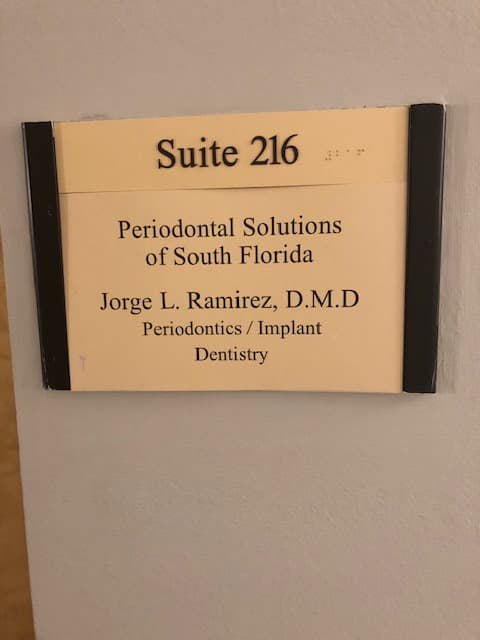 Suite 216
Periodontal Solutions
of South Florida
Jorge L. Ramirez, D.M.D
Periodontics / Implant
Dentistry